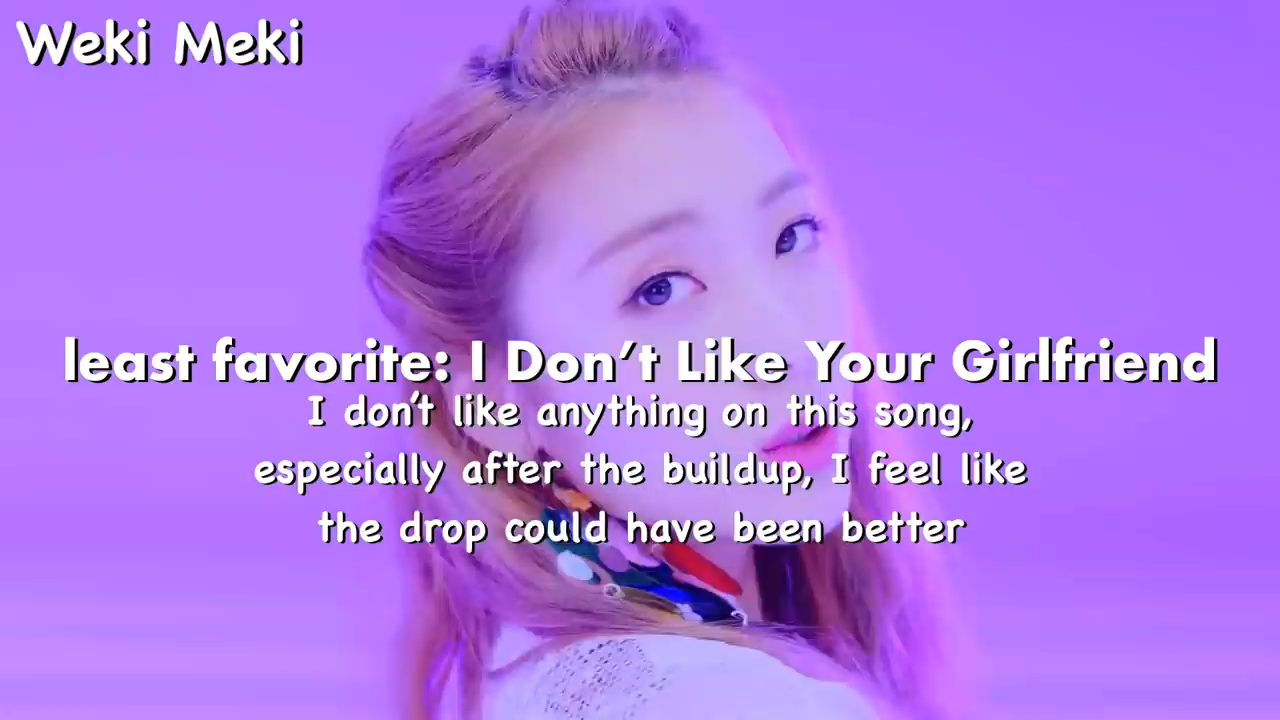 Weki Meki
least favorite: I Don't Like Your Girlfriend
I don't like anything on this song,
especially after the buildup, I feel like
the drop could have been better